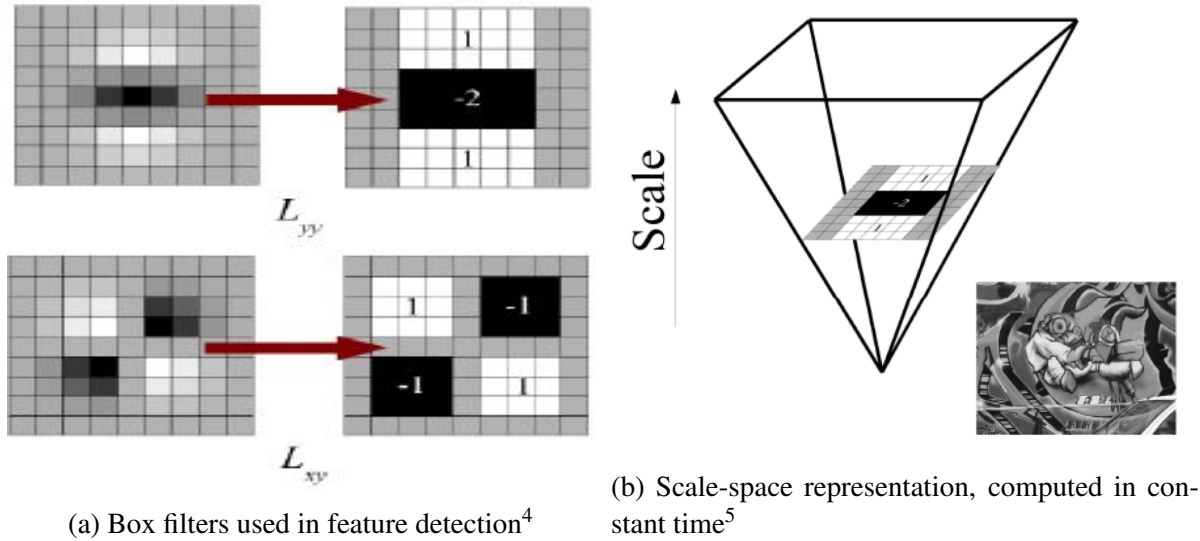 1
-2
1
L_yy
1
-1
-1
1
L_xy
(a) Box filters used in feature detection⁴
Scale
1
-2
1
(b) Scale-space representation, computed in con-
stant time⁵